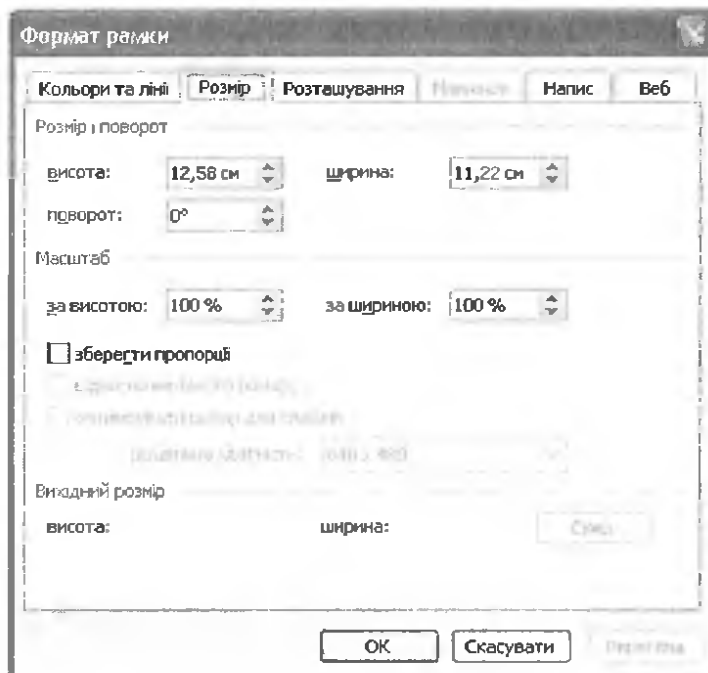 Формат рамки
Кольори та лінії Розмір Розташування Напис Веб
Розмір і поворот
висота: 12,58 см ширина: 11,22 см
поворот: 0°
Масштаб
за висотою: 100 % за шириною: 100 %
зберегти пропорції
Вихідний розмір
висота: ширина:
ОК Скасувати